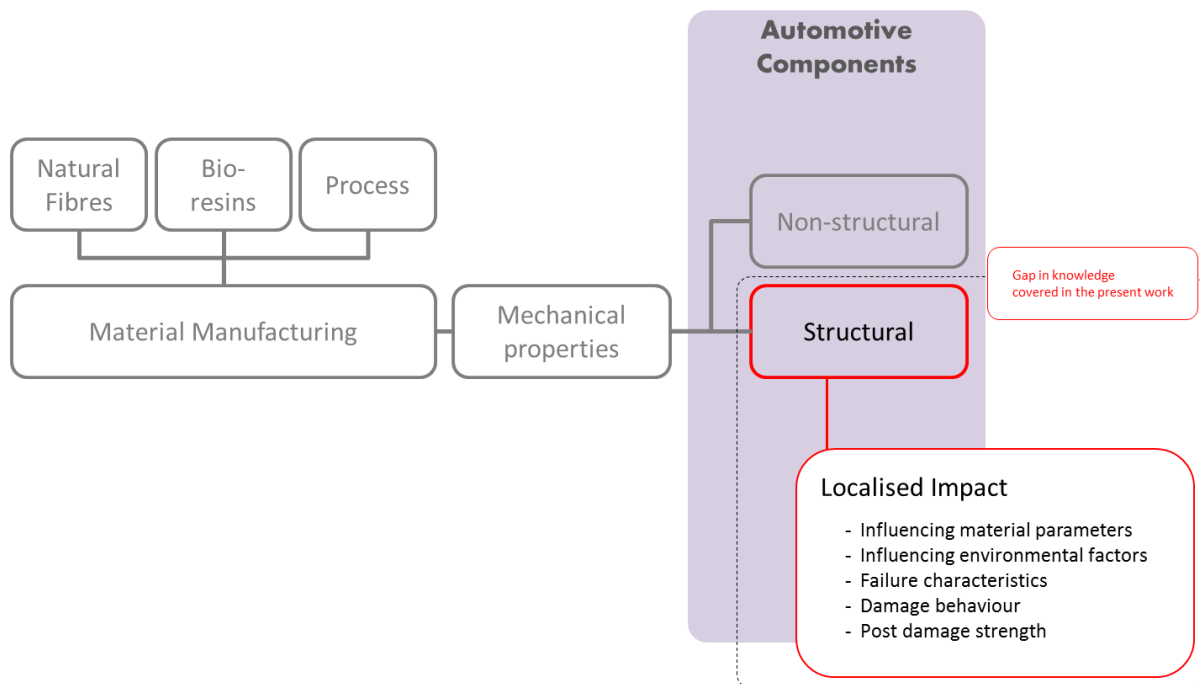 Automotive
Components
Natural
Fibres
Bio-
resins
Process
Non-structural
Gap in knowledge
covered in the present work
Material Manufacturing
Mechanical
properties
Structural
Localised Impact
- Influencing material parameters
- Influencing environmental factors
- Failure characteristics
- Damage behaviour
- Post damage strength